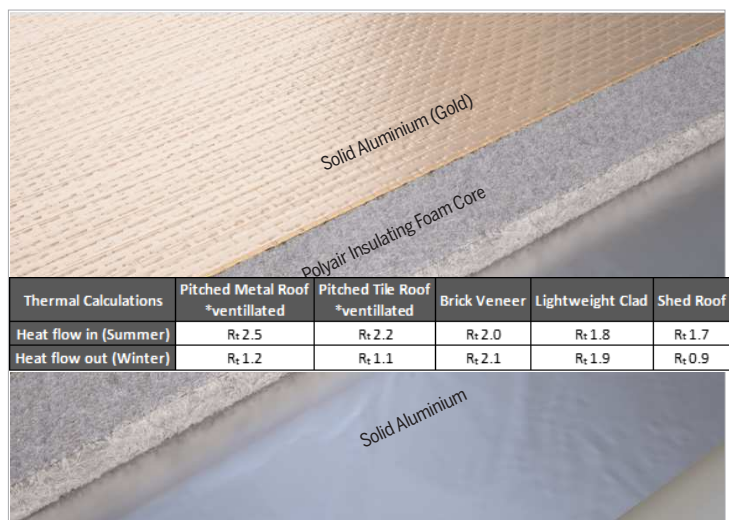 Solid Aluminium (Gold)
Polyair Insulating Foam Core
Thermal Calculations Pitched Metal Roof *ventillated Pitched Tile Roof *ventillated Brick Veneer Lightweight Clad Shed Roof
Heat flow in (Summer) Rt 2.5 Rt 2.2 Rt 2.0 Rt 1.8 Rt 1.7
Heat flow out (Winter) Rt 1.2 Rt 1.1 Rt 2.1 Rt 1.9 Rt 0.9
Solid Aluminium